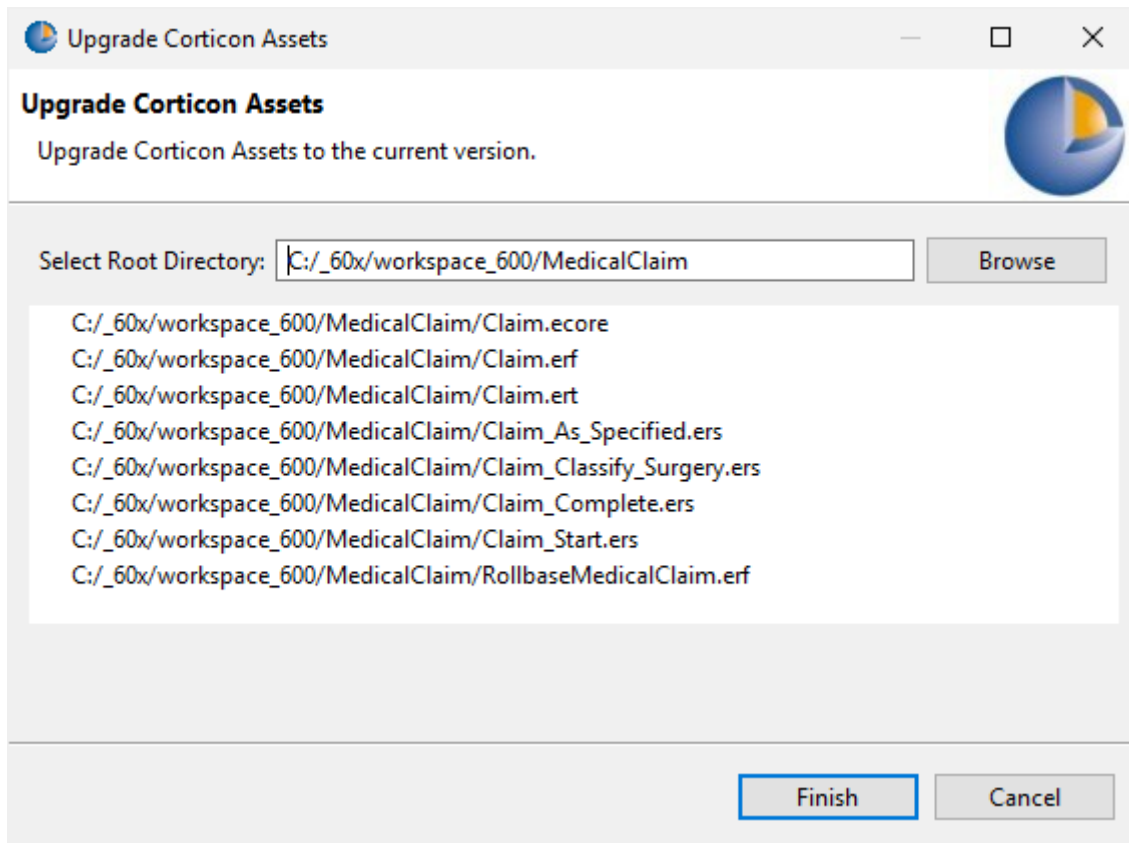 Upgrade Corticon Assets
Upgrade Corticon Assets
Upgrade Corticon Assets to the current version.
Select Root Directory: C:/_60x/workspace_600/MedicalClaim Browse
C:/_60x/workspace_600/MedicalClaim/Claim.ecore
C:/_60x/workspace_600/MedicalClaim/Claim.erf
C:/_60x/workspace_600/MedicalClaim/Claim.ert
C:/_60x/workspace_600/MedicalClaim/Claim_As_Specified.ers
C:/_60x/workspace_600/MedicalClaim/Claim_Classify_Surgery.ers
C:/_60x/workspace_600/MedicalClaim/Claim_Complete.ers
C:/_60x/workspace_600/MedicalClaim/Claim_Start.ers
C:/_60x/workspace_600/MedicalClaim/RollbaseMedicalClaim.erf
Finish Cancel